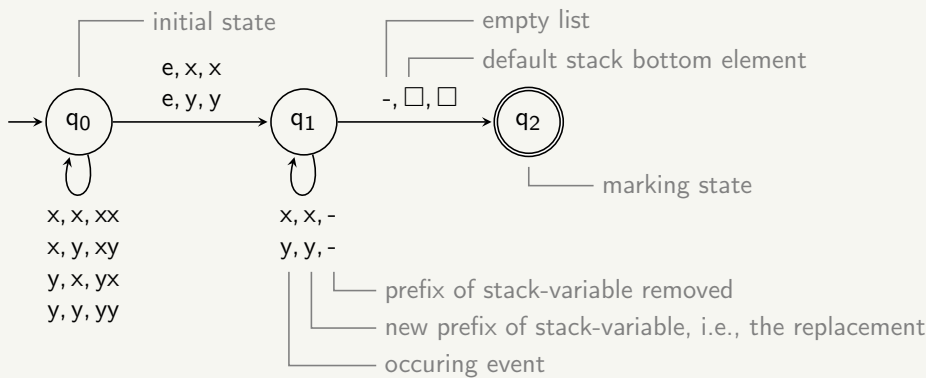 initial state
empty list
default stack bottom element
e, x, x
e, y, y
-, □, □
q0
q1
q2
marking state
x, x, xx
x, y, xy
y, x, yx
y, y, yy
x, x, -
y, y, -
prefix of stack-variable removed
new prefix of stack-variable, i.e., the replacement
occuring event